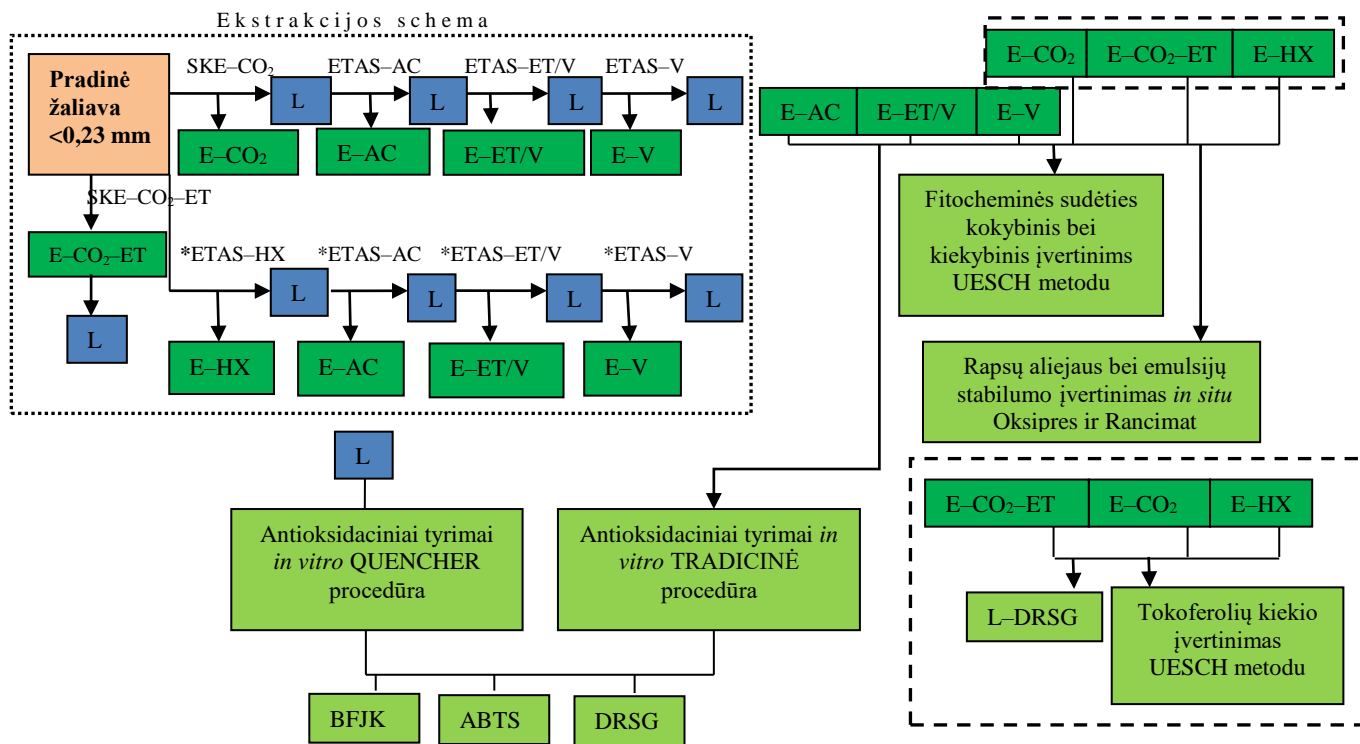 Ekstrakcijos schema
Pradinė
žaliava
<0,23 mm
SKE–CO₂
ETAS–AC
ETAS–ET/V
ETAS–V
L
L
L
L
E–CO₂
E–AC
E–ET/V
E–V
SKE–CO₂–ET
E–CO₂–ET
L
*ETAS–HX
*ETAS–AC
*ETAS–ET/V
*ETAS–V
L
L
L
L
E–HX
E–AC
E–ET/V
E–V
E–CO₂
E–CO₂–ET
E–HX
E–AC
E–ET/V
E–V
Fitocheminės sudėties
kokybinis bei
kiekybinis įvertinims
UESCH metodu
Rapsų aliejaus bei emulsijų
stabilumo įvertinimas in situ
Oksipres ir Rancimat
L
Antioksidaciniai tyrimai
in vitro QUENCHER
procedūra
Antioksidaciniai tyrimai in
vitro TRADICINĖ
procedūra
BFJK
ABTS
DRSG
E–CO₂–ET
E–CO₂
E–HX
L–DRSG
Tokoferolių kiekio
įvertinimas
UESCH metodu